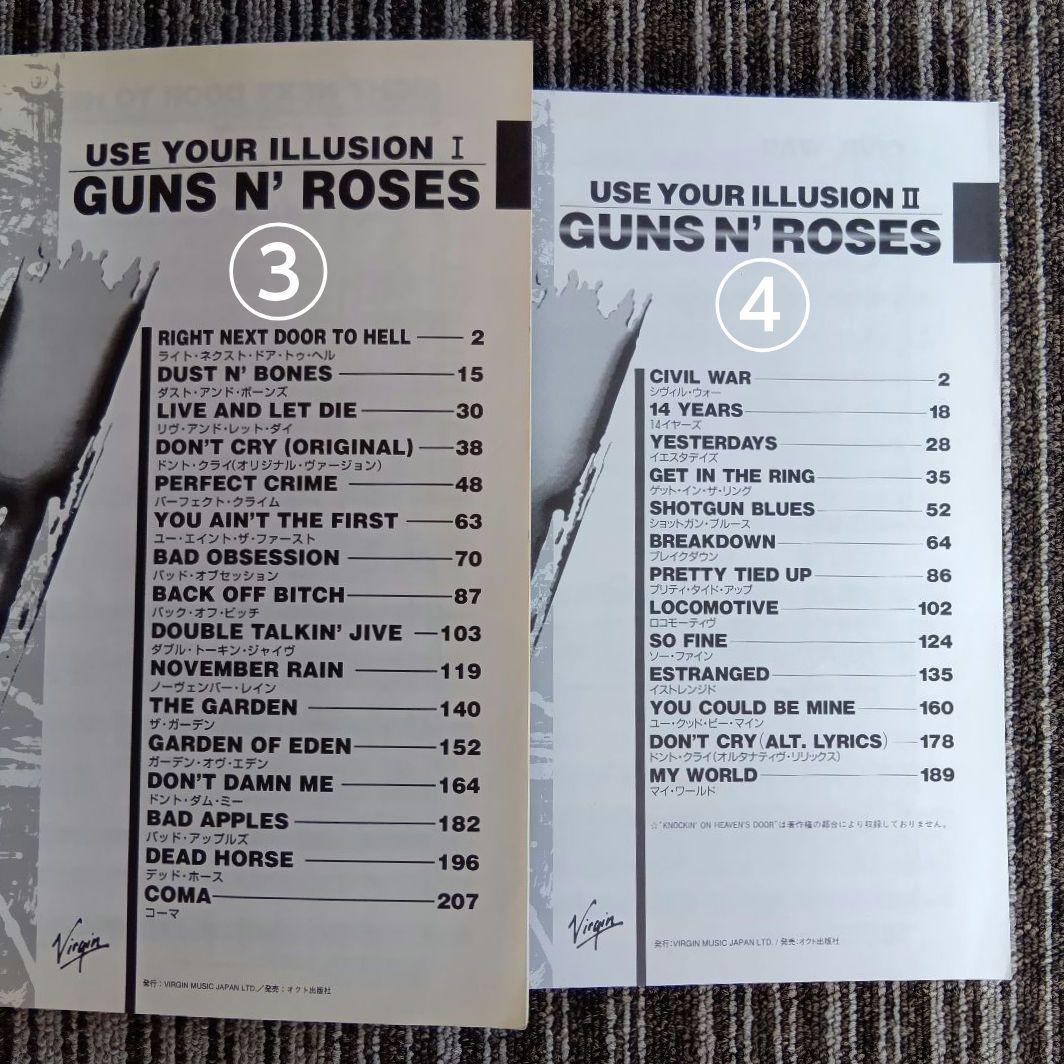 USE YOUR ILLUSION I
GUNS N' ROSES
③
RIGHT NEXT DOOR TO HELL 2
ライト・ネクスト・ドア・トゥ・ヘル
DUST N' BONES 15
ダスト・アンド・ボーンズ
LIVE AND LET DIE 30
リヴ・アンド・レット・ダイ
DON'T CRY (ORIGINAL) 38
ドント・クライ(オリジナル・ヴァージョン)
PERFECT CRIME 48
パーフェクト・クライム
YOU AIN'T THE FIRST 63
ユー・エイント・ザ・ファースト
BAD OBSESSION 70
バッド・オブセッション
BACK OFF BITCH 87
バック・オフ・ビッチ
DOUBLE TALKIN' JIVE 103
ダブル・トーキン・ジャイヴ
NOVEMBER RAIN 119
ノーヴェンバー・レイン
THE GARDEN 140
ザ・ガーデン
GARDEN OF EDEN 152
ガーデン・オヴ・エデン
DON'T DAMN ME 164
ドント・ダム・ミー
BAD APPLES 182
バッド・アップルズ
DEAD HORSE 196
デッド・ホース
COMA 207
コーマ
Virgin
発行：VIRGIN MUSIC JAPAN LTD.／発売：オクト出版社
USE YOUR ILLUSION II
GUNS N' ROSES
④
CIVIL WAR 2
シヴィル・ウォー
14 YEARS 18
14イヤーズ
YESTERDAYS 28
イエスタデイズ
GET IN THE RING 35
ゲット・イン・ザ・リング
SHOTGUN BLUES 52
ショットガン・ブルース
BREAKDOWN 64
ブレイクダウン
PRETTY TIED UP 86
プリティ・タイド・アップ
LOCOMOTIVE 102
ロコモーティヴ
SO FINE 124
ソー・ファイン
ESTRANGED 135
イストレンジド
YOU COULD BE MINE 160
ユー・クッド・ビー・マイン
DON'T CRY (ALT. LYRICS) 178
ドント・クライ(オルタナティヴ・リリックス)
MY WORLD 189
マイ・ワールド
☆"KNOCKIN' ON HEAVEN'S DOOR"は著作権の都合により収録しておりません。
Virgin
発行：VIRGIN MUSIC JAPAN LTD. / 発売：オクト出版社